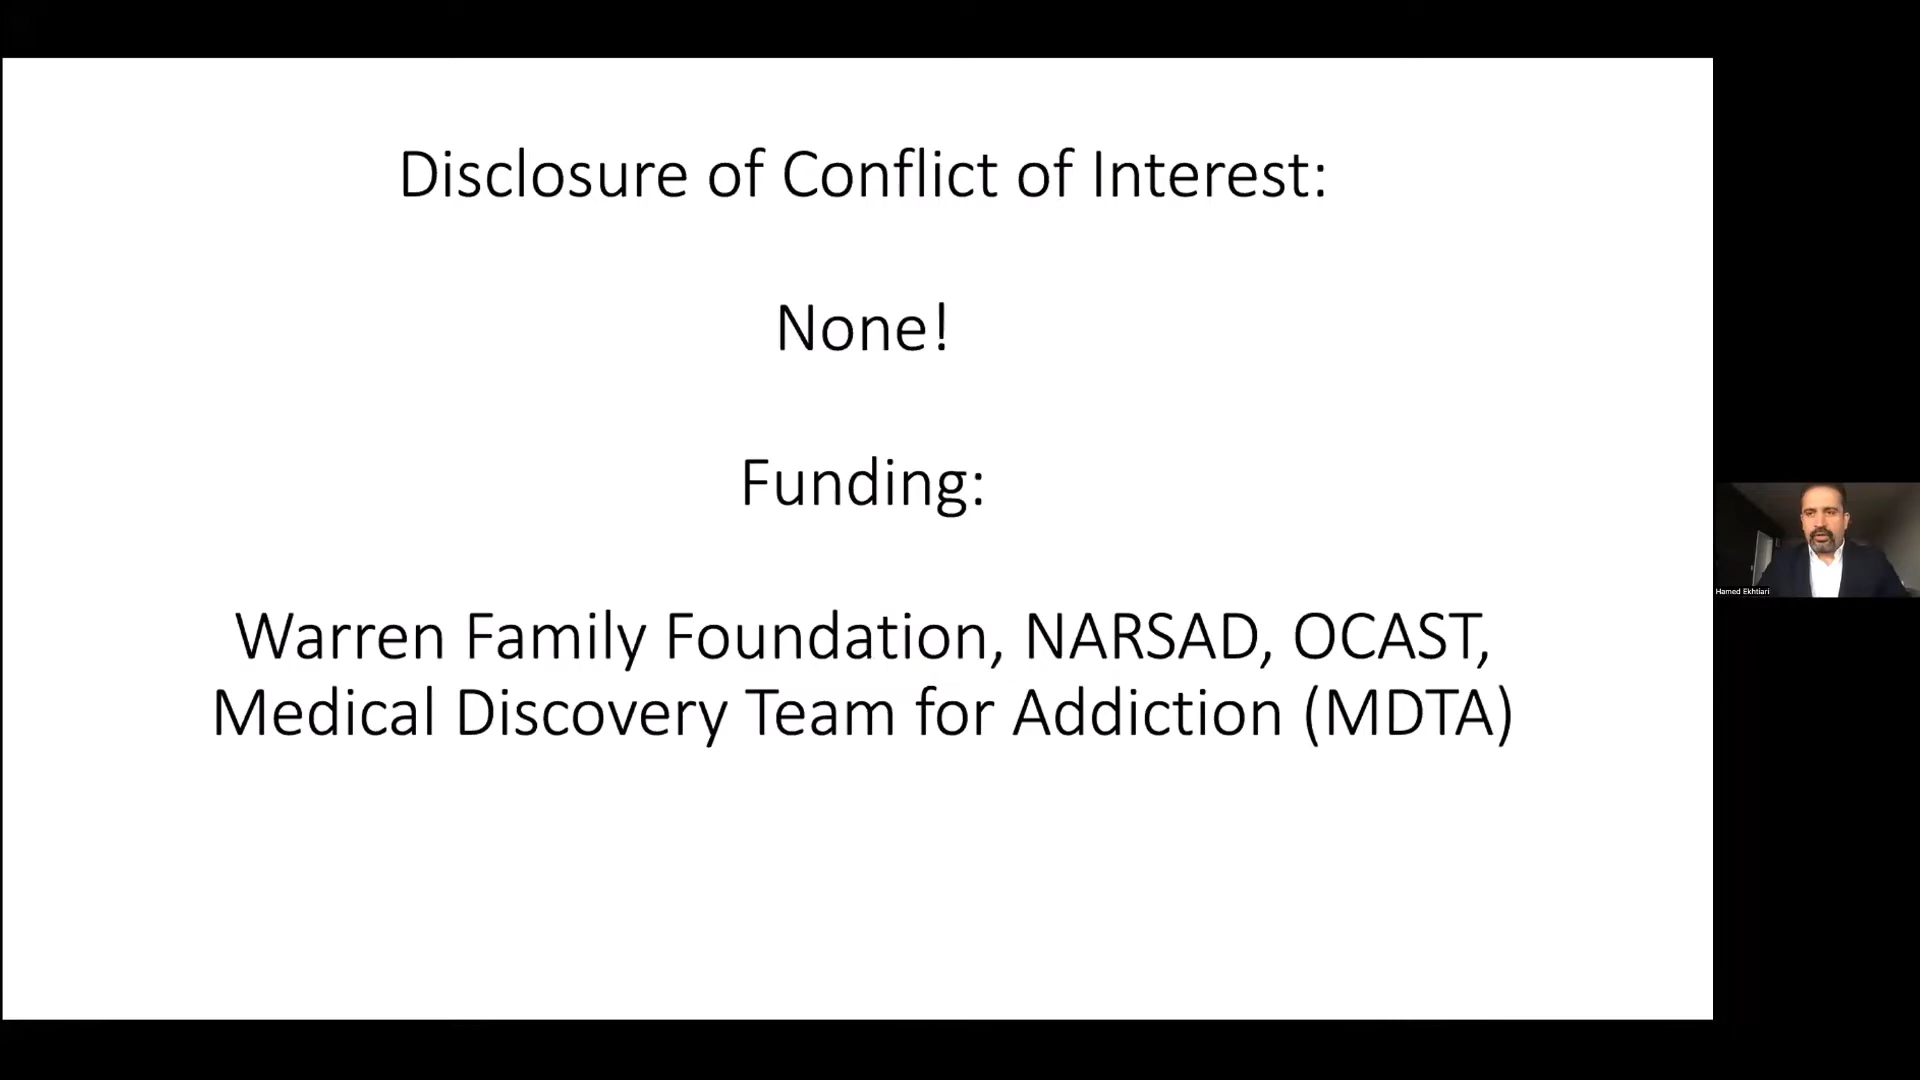 Disclosure of Conflict of Interest:
None!
Funding:
Warren Family Foundation, NARSAD, OCAST,
Medical Discovery Team for Addiction (MDTA)
Hamed Ekhtiari